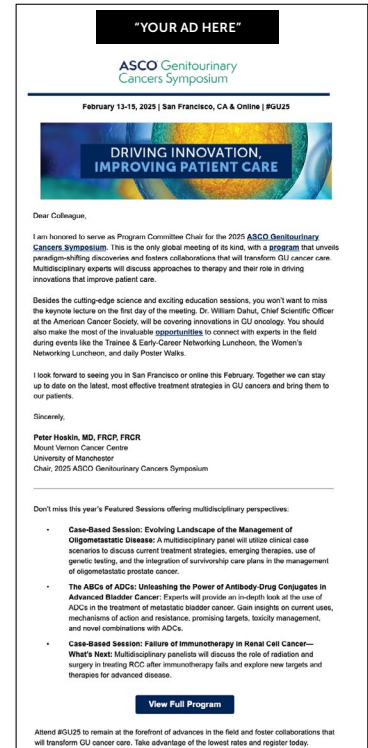 "YOUR AD HERE"
ASCO Genitourinary
Cancers Symposium
February 13-15, 2025 | San Francisco, CA & Online | #GU25
DRIVING INNOVATION,
IMPROVING PATIENT CARE
Dear Colleague,
I am honored to serve as Program Committee Chair for the 2025 ASCO Genitourinary
Cancers Symposium. This is the only global meeting of its kind, with a program that unveils
paradigm-shifting discoveries and fosters collaborations that will transform GU cancer care.
Multidisciplinary experts will discuss approaches to therapy and their role in driving
innovations that improve patient care.
Besides the cutting-edge science and exciting education sessions, you won't want to miss
the keynote lecture on the first day of the meeting. Dr. William Dahut, Chief Scientific Officer
at the American Cancer Society, will be covering innovations in GU oncology. You should
also make the most of the invaluable opportunities to connect with experts in the field
during events like the Trainee & Early-Career Networking Luncheon, the Women's
Networking Luncheon, and daily Poster Walks.
I look forward to seeing you in San Francisco or online this February. Together we can stay
up to date on the latest, most effective treatment strategies in GU cancers and bring them to
our patients.
Sincerely,
Peter Hoskin, MD, FRCP, FRCR
Mount Vernon Cancer Centre
University of Manchester
Chair, 2025 ASCO Genitourinary Cancers Symposium
Don't miss this year's Featured Sessions offering multidisciplinary perspectives:
• Case-Based Session: Evolving Landscape of the Management of
Oligometastatic Disease: A multidisciplinary panel will utilize clinical case
scenarios to discuss current treatment strategies, emerging therapies, use of
genetic testing, and the integration of survivorship care plans in the management
of oligometastatic prostate cancer.
• The ABCs of ADCs: Unleashing the Power of Antibody-Drug Conjugates in
Advanced Bladder Cancer: Experts will provide an in-depth look at the use of
ADCs in the treatment of metastatic bladder cancer. Gain insights on current uses,
mechanisms of action and resistance, promising targets, toxicity management,
and novel combinations with ADCs.
• Case-Based Session: Failure of Immunotherapy in Renal Cell Cancer—
What's Next: Multidisciplinary panelists will discuss the role of radiation and
surgery in treating RCC after immunotherapy fails and explore new targets and
therapies for advanced disease.
View Full Program
Attend #GU25 to remain at the forefront of advances in the field and foster collaborations that
will transform GU cancer care. Take advantage of the lowest rates and register today.